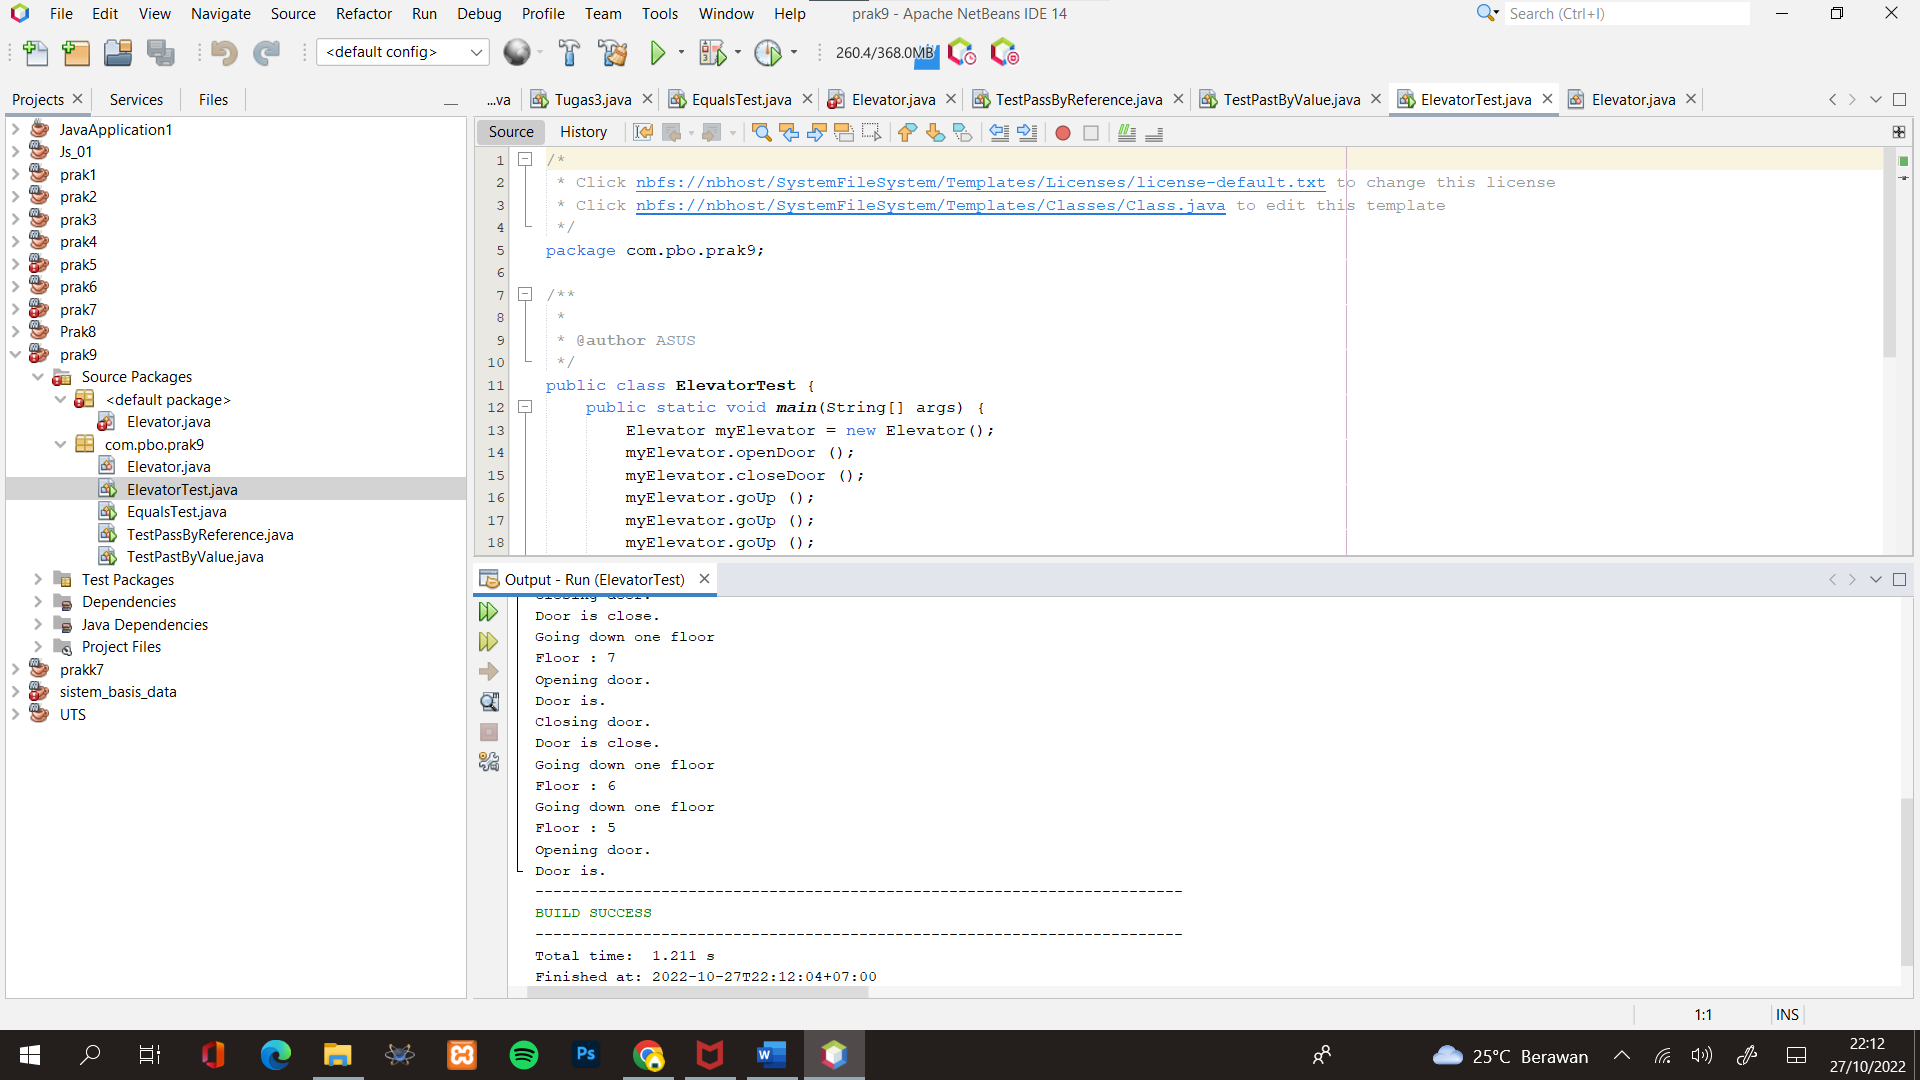 File Edit View Navigate Source Refactor Run Debug Profile Team Tools Window Help prak9 - Apache NetBeans IDE 14 Search (Ctrl+I)
<default config> 260.4/368.0MB
Projects Services Files
...va Tugas3.java EqualsTest.java Elevator.java TestPassByReference.java TestPastByValue.java ElevatorTest.java Elevator.java
JavaApplication1
Js_01
prak1
prak2
prak3
prak4
prak5
prak6
prak7
Prak8
prak9
Source Packages
<default package>
Elevator.java
com.pbo.prak9
Elevator.java
ElevatorTest.java
EqualsTest.java
TestPassByReference.java
TestPastByValue.java
Test Packages
Dependencies
Java Dependencies
Project Files
prakk7
sistem_basis_data
UTS
Source History
1 /*
2 * Click nbfs://nbhost/SystemFileSystem/Templates/Licenses/license-default.txt to change this license
3 * Click nbfs://nbhost/SystemFileSystem/Templates/Classes/Class.java to edit this template
4 */
5 package com.pbo.prak9;
6
7 /**
8 *
9 * @author ASUS
10 */
11 public class ElevatorTest {
12 public static void main(String[] args) {
13 Elevator myElevator = new Elevator();
14 myElevator.openDoor ();
15 myElevator.closeDoor ();
16 myElevator.goUp ();
17 myElevator.goUp ();
18 myElevator.goUp ();
Output - Run (ElevatorTest)
Closing door.
Door is close.
Going down one floor
Floor : 7
Opening door.
Door is.
Closing door.
Door is close.
Going down one floor
Floor : 6
Going down one floor
Floor : 5
Opening door.
Door is.
------------------------------------------------------------------------
BUILD SUCCESS
------------------------------------------------------------------------
Total time: 1.211 s
Finished at: 2022-10-27T22:12:04+07:00
1:1 INS
25°C Berawan
22:12
27/10/2022